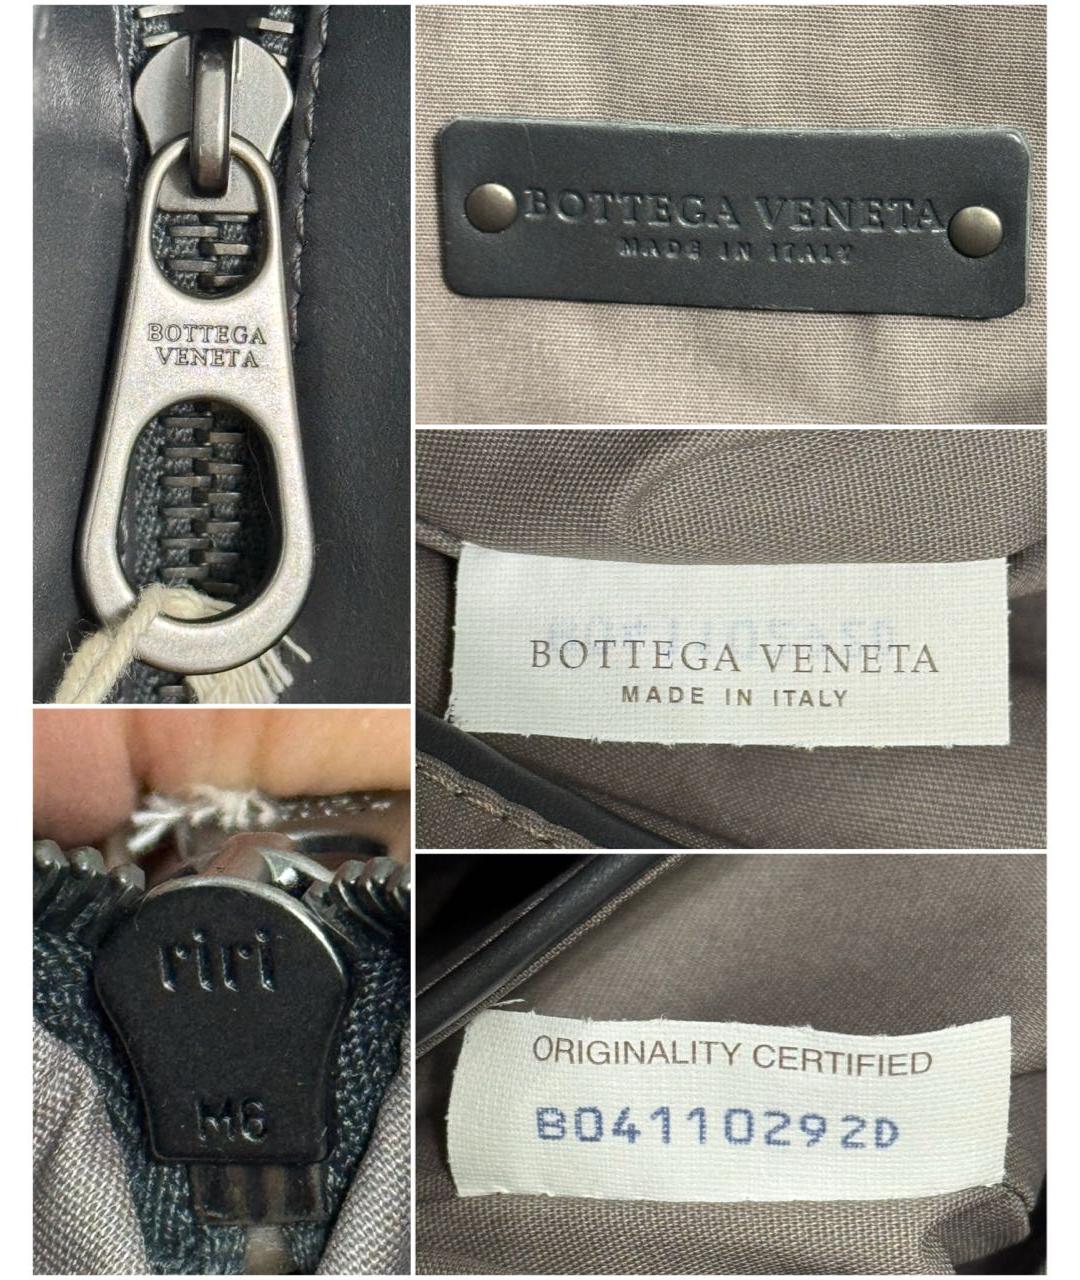 BOTTEGA
VENETA
BOTTEGA VENETA
MADE IN ITALY
BOTTEGA VENETA
MADE IN ITALY
riri
M6
ORIGINALITY CERTIFIED
B04110292D